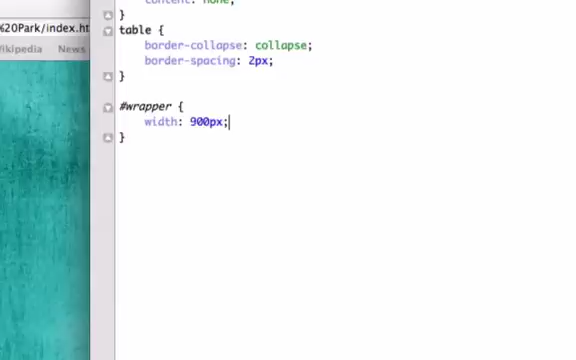 content: none;
}
%20Park/index.ht
table {
Wikipedia News
border-collapse: collapse;
border-spacing: 2px;
}
#wrapper {
width: 900px;
}